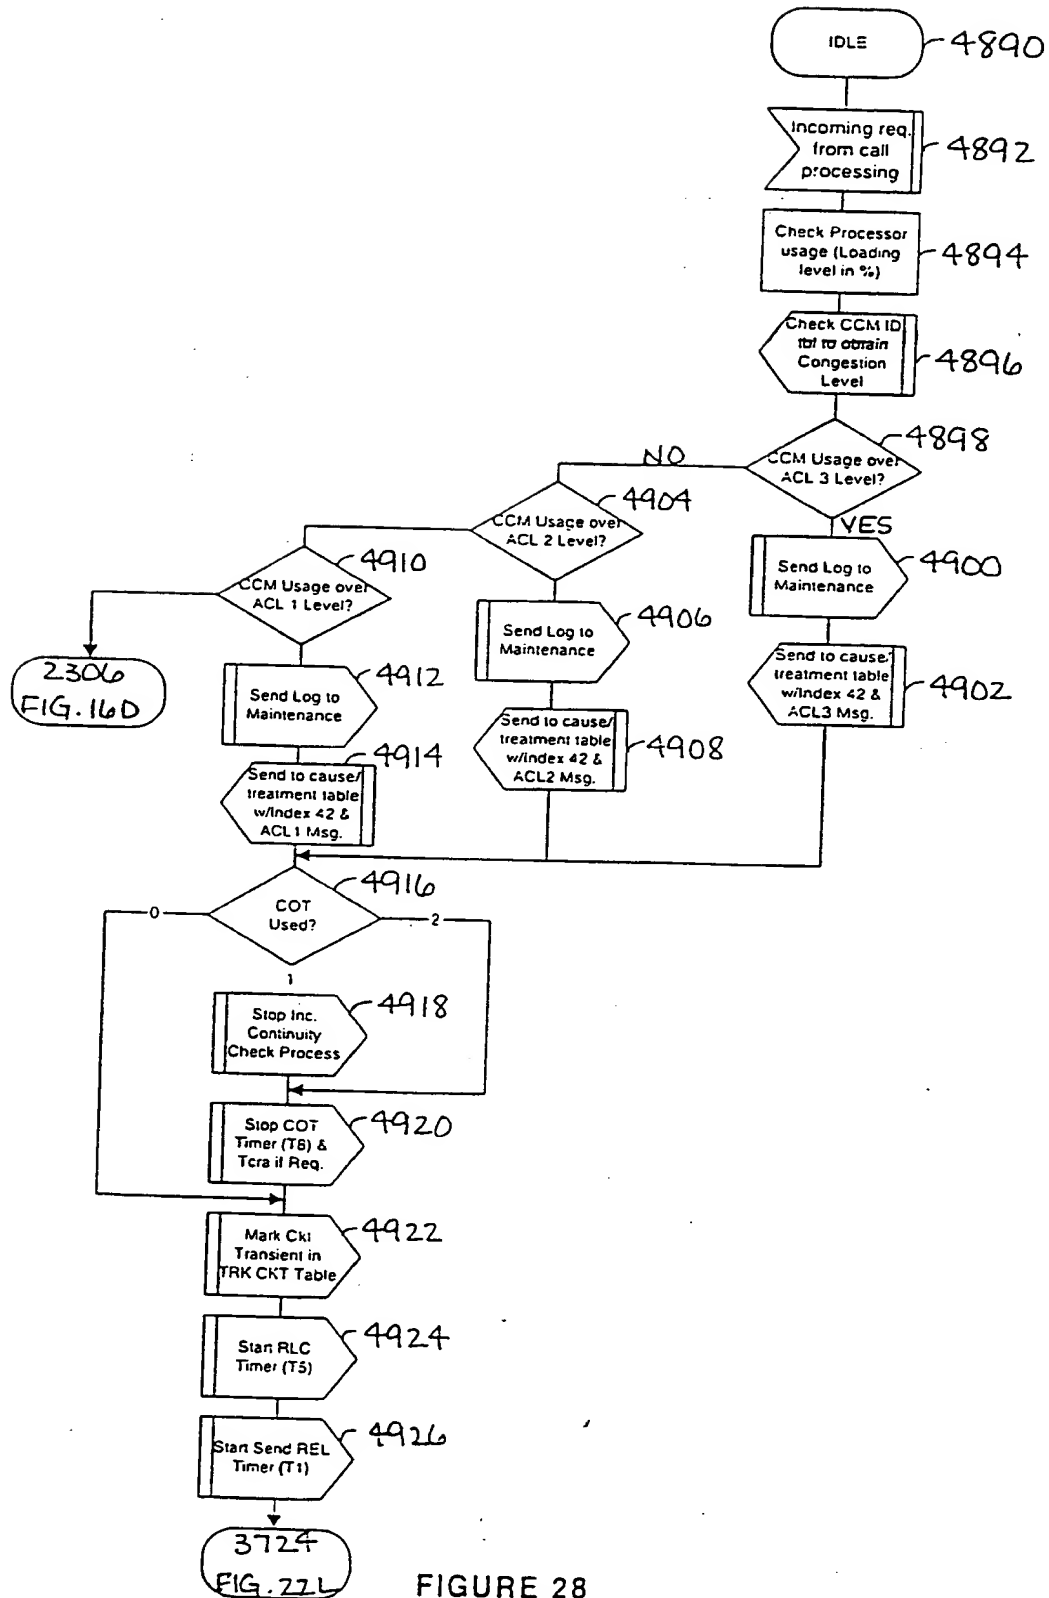 IDLE
4890
Incoming req.
from call
processing
4892
Check Processor
usage (Loading
level in %)
4894
Check CCM ID
tbl to obtain
Congestion
Level
4896
CCM Usage over
ACL 3 Level?
4898
NO
YES
CCM Usage over
ACL 2 Level?
4904
CCM Usage over
ACL 1 Level?
4910
Send Log to
Maintenance
4900
Send Log to
Maintenance
4906
2306
FIG. 16D
Send Log to
Maintenance
4912
Send to cause/
treatment table
w/Index 42 &
ACL3 Msg.
4902
Send to cause/
treatment table
w/Index 42 &
ACL2 Msg.
4908
Send to cause/
treatment table
w/Index 42 &
ACL1 Msg.
4914
COT
Used?
4916
0
2
1
Stop Inc.
Continuity
Check Process
4918
Stop COT
Timer (T8) &
Tcra if Req.
4920
Mark Ckt
Transient in
TRK CKT Table
4922
Start RLC
Timer (T5)
4924
Start Send REL
Timer (T1)
4926
3724
FIG. 22L
FIGURE 28